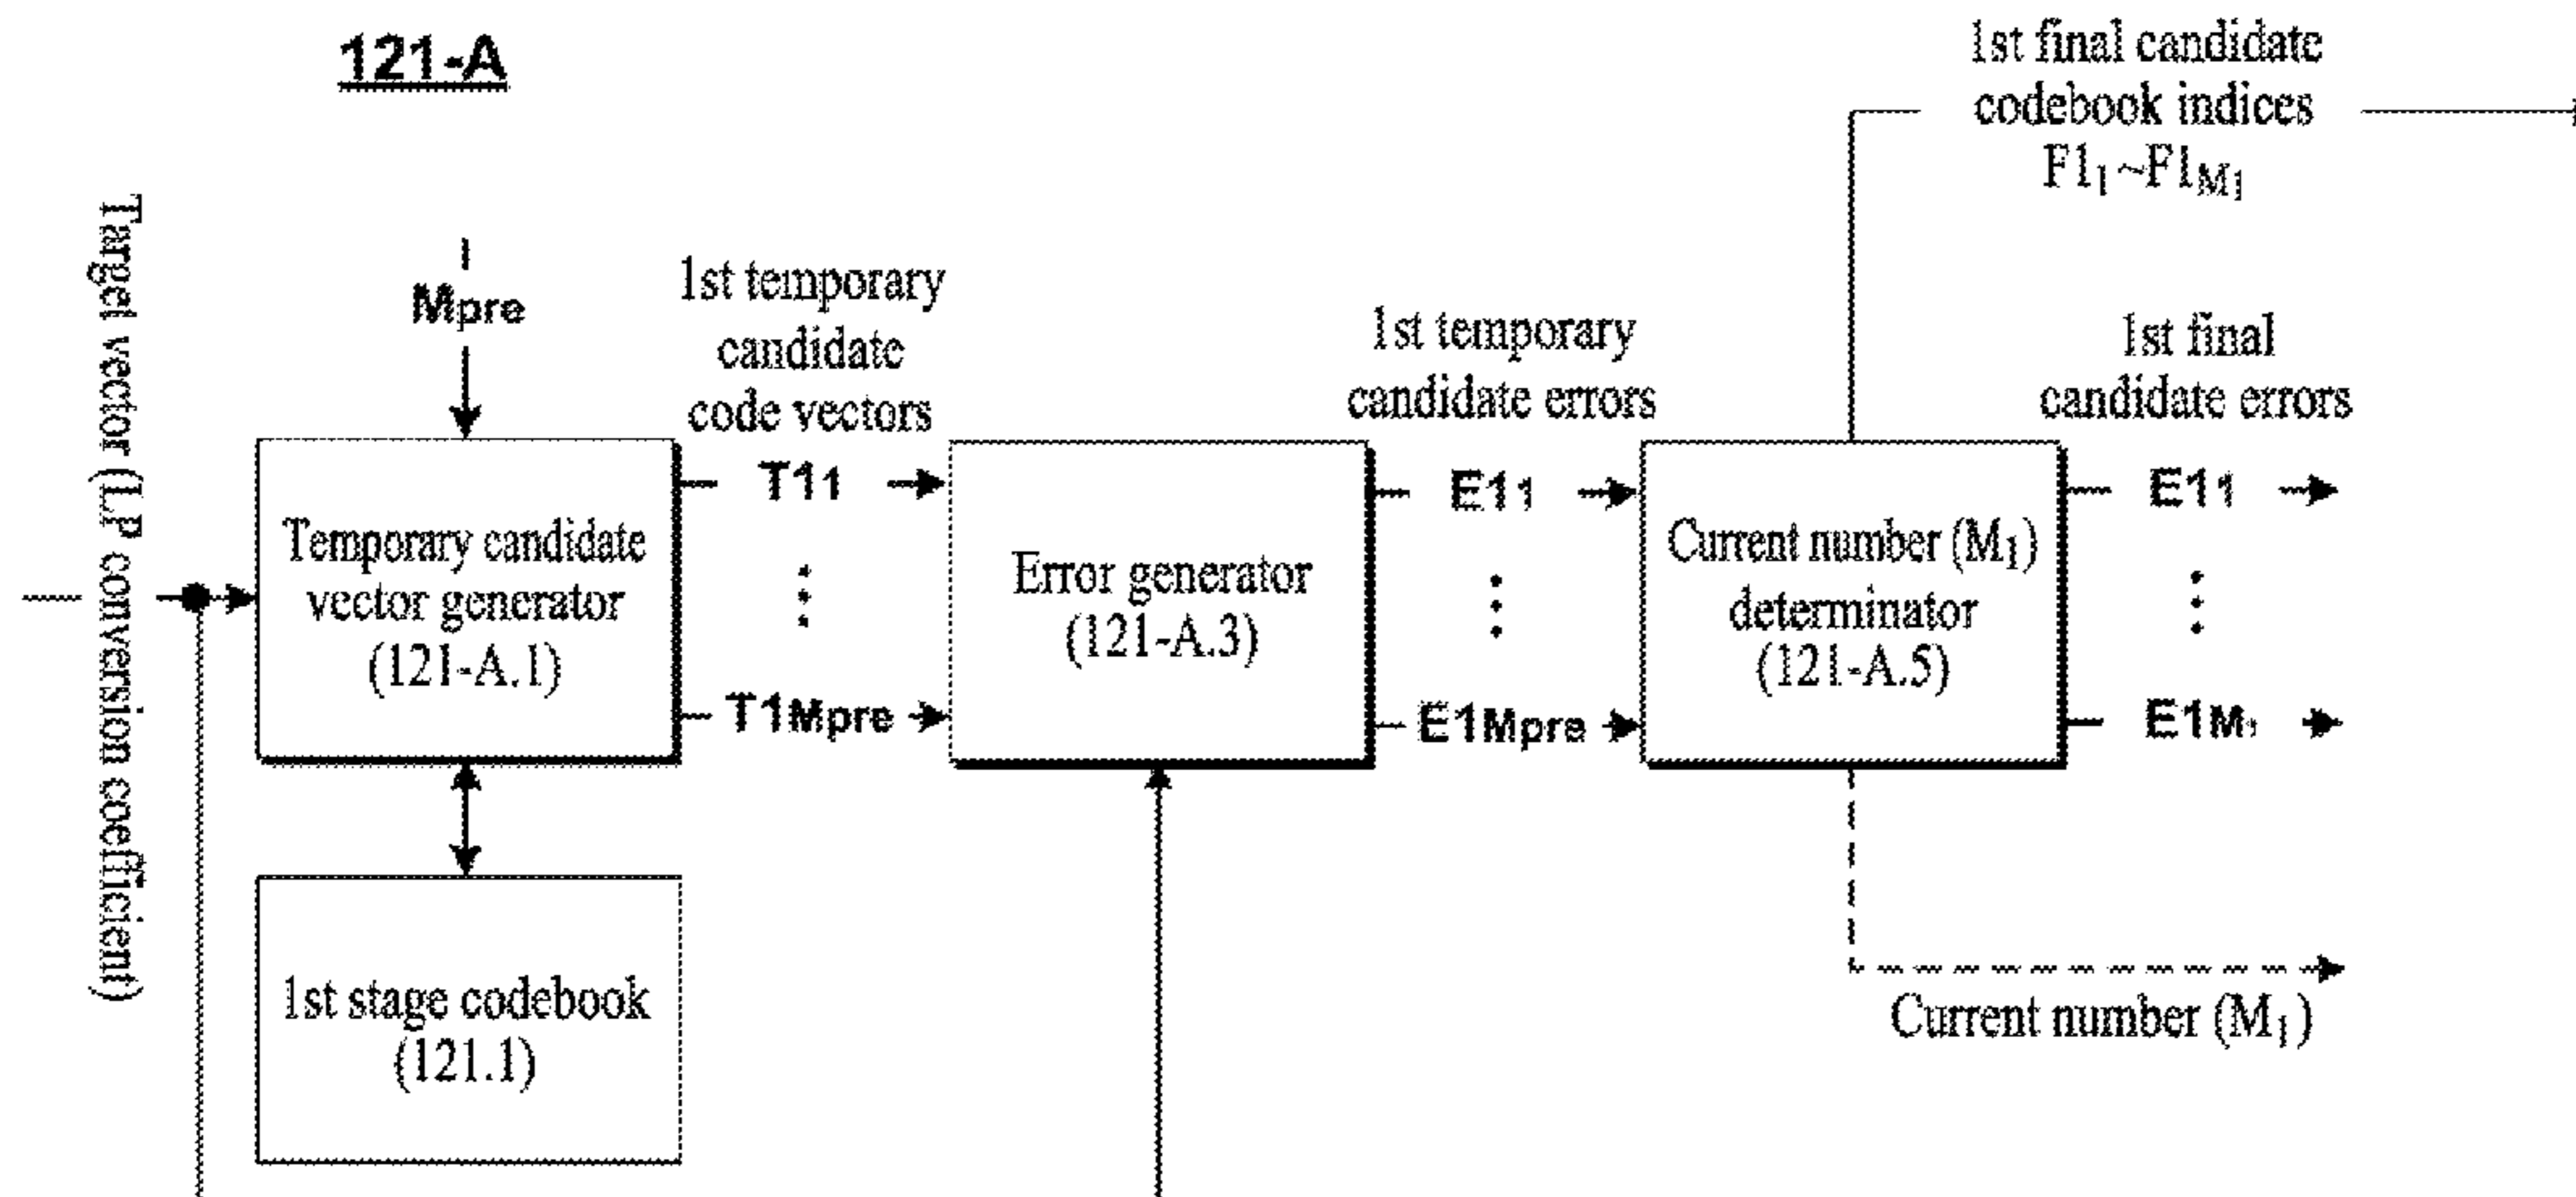 121-A
1st final candidate
codebook indices
F1₁~F1M₁
Target vector (LP conversion coefficient)
Mpre
1st temporary
candidate
code vectors
1st temporary
candidate errors
1st final
candidate errors
T11
E11
E11
Temporary candidate
vector generator
(121-A.1)
Error generator
(121-A.3)
Current number (M₁)
determinator
(121-A.5)
T1Mpre
E1Mpre
E1M₁
1st stage codebook
(121.1)
Current number (M₁)